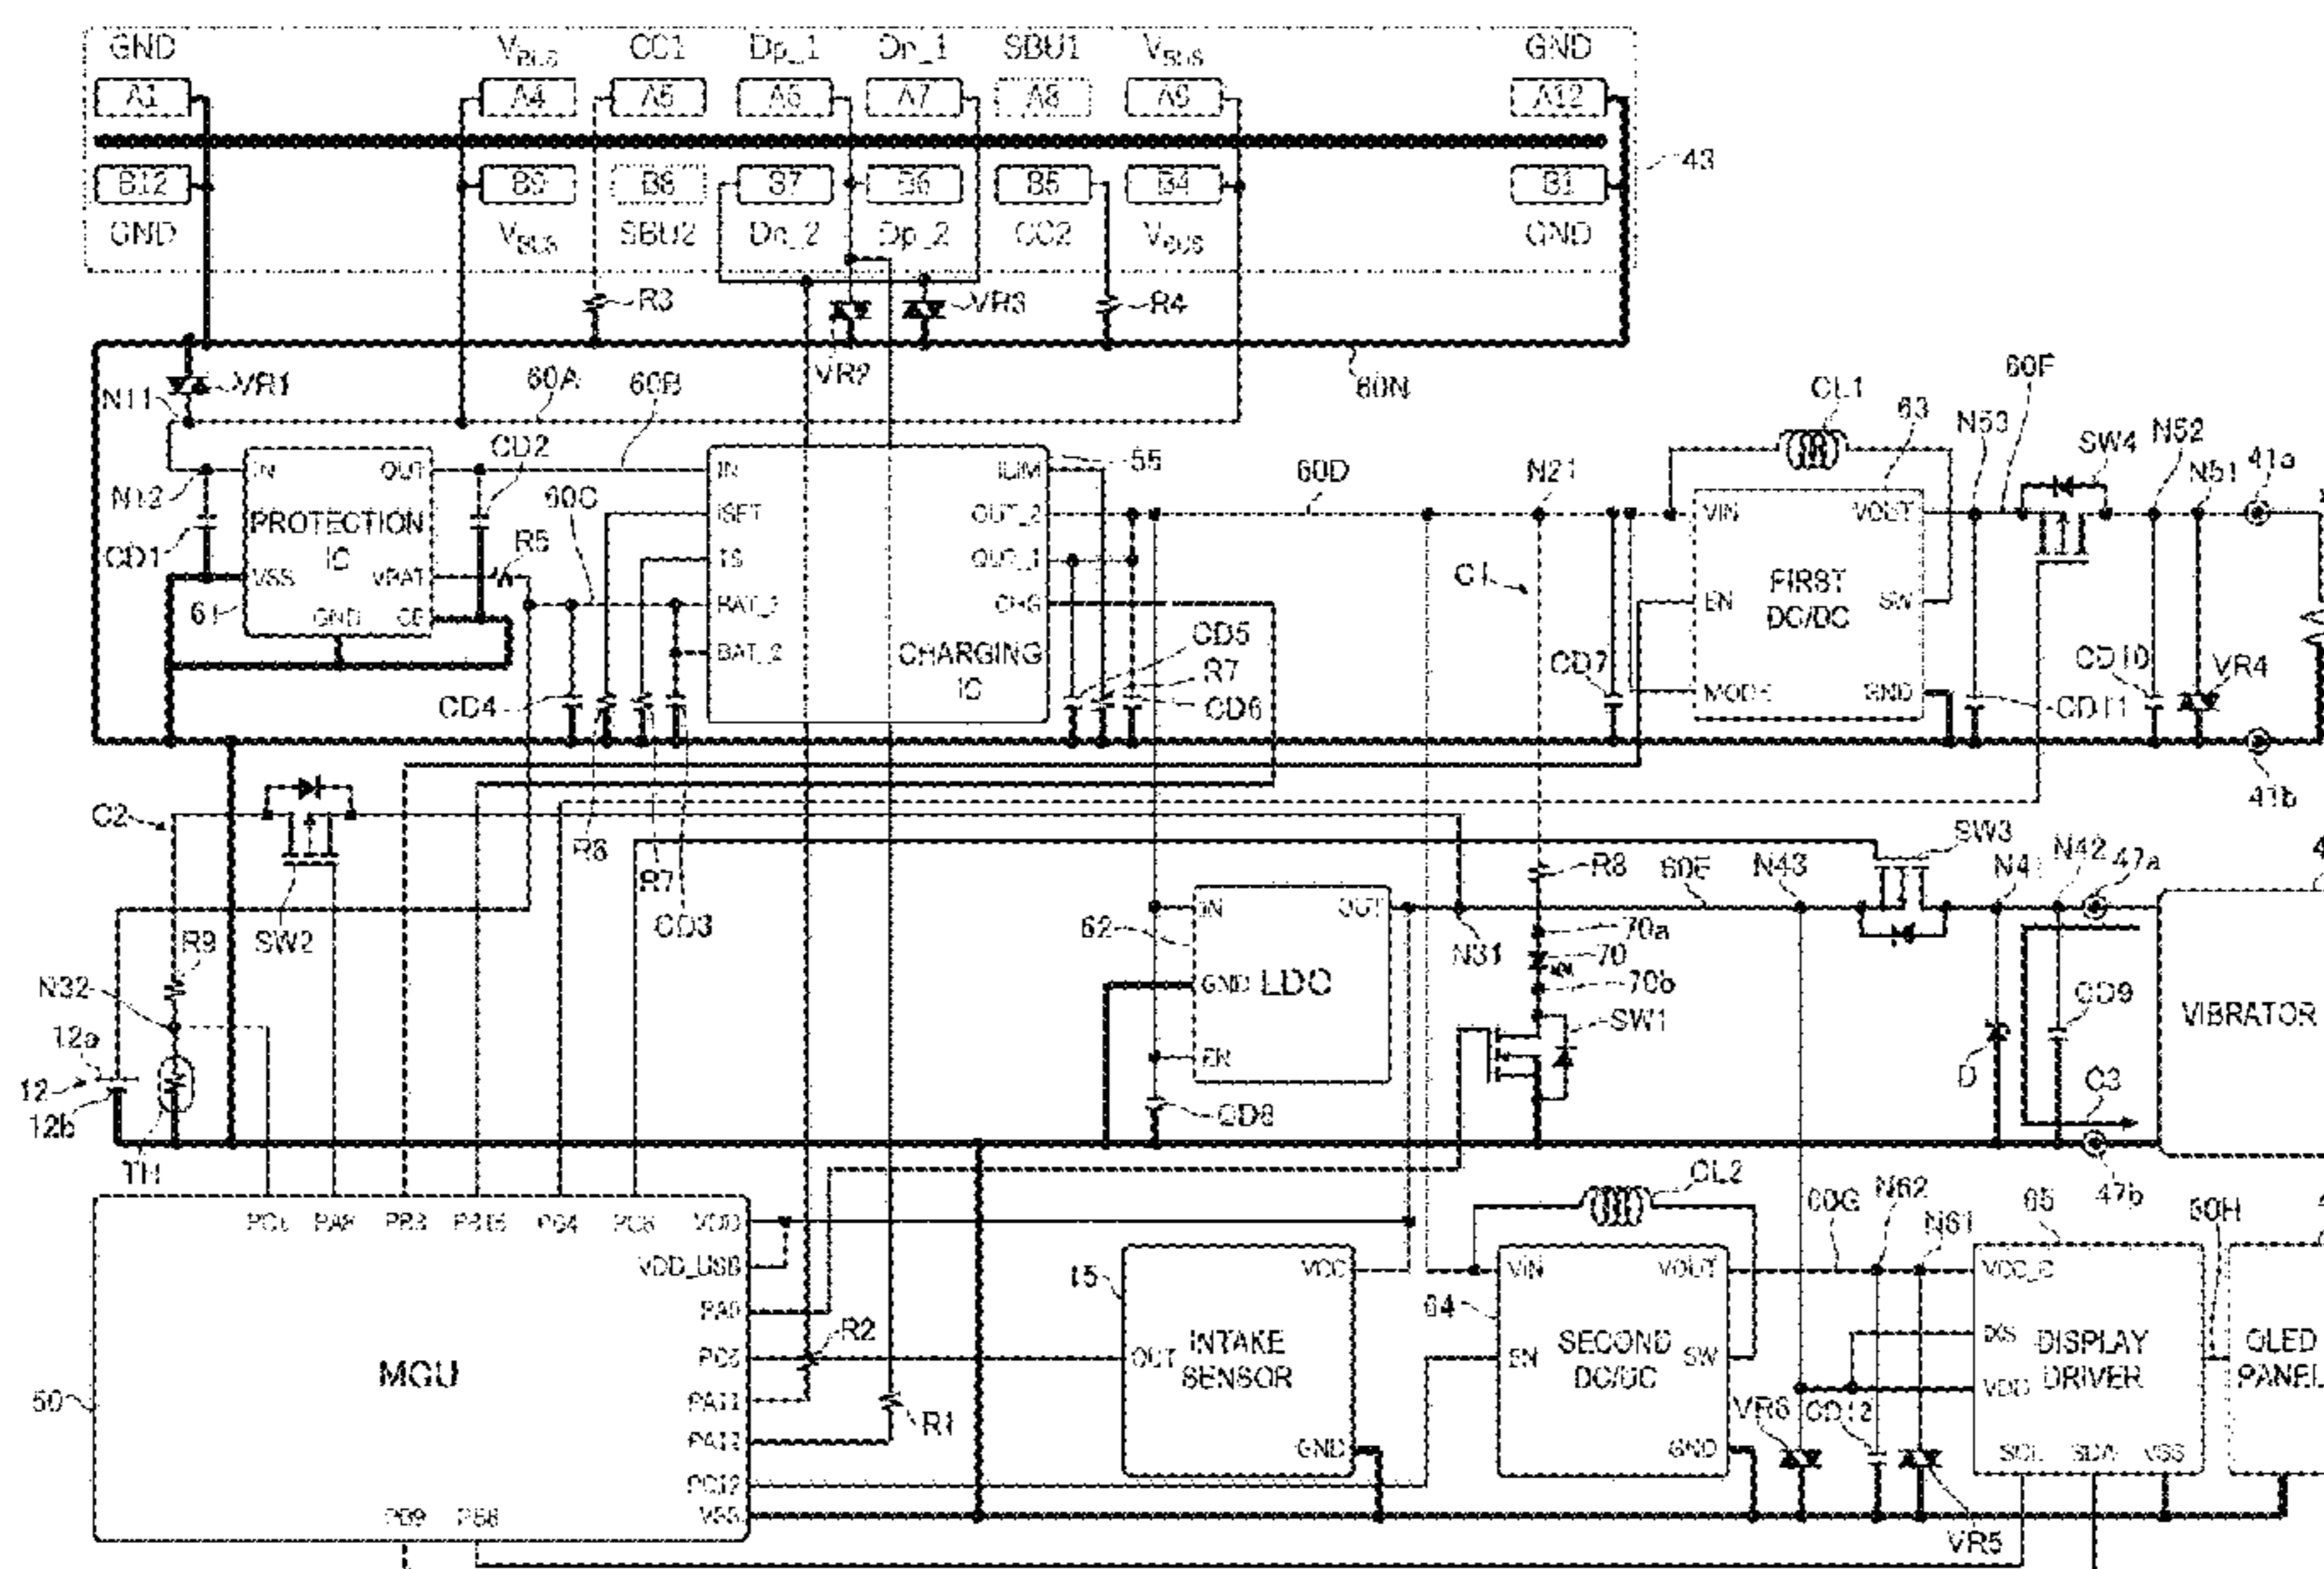 GND VBUS CC1 Dp_1 Dn_1 SBU1 VBUS GND
A1 A4 A5 A6 A7 A8 A9 A12
43
B12 B9 B8 B7 B6 B5 B4 B1
GND VBUS SBU2 Dn_2 Dp_2 CC2 VBUS GND
R3 VR3 R4
VR1 60A 60B VR2 60N 60F
N11 CL1 63 N53 SW4 N52 N51 41a
CD2 55
IN OUT IN ILIM 60D N21
N12 60C
PROTECTION IC ISET OUT_2 VIN VOUT
CD1 R5 TS OUT_1 C1 FIRST DC/DC
VSS VBAT
61 GND CE BAT_1 CHG EN SW
BAT_2 CHARGING IC CD5 CD7 CD10 VR4
CD4 R7 CD6 MODE GND CD11
41b
C2 R6 SW3
R7 R8 60E N43 N41 N42 47a
SW2 CD3 62 IN OUT
R9 N31 70a
N32 GND LDO 70 CD9
70b VIBRATOR
12a SW1
12 EN D C3
12b CD8
TH
CL2 47b
PA8 PB3 PC6 VDD 60G N62 N61 65 60H
VDD_USB 15 VCC VIN VOUT
64
R2 INTAKE SENSOR SECOND DC/DC DIS DISPLAY DRIVER OLED PANEL
MCU OUT EN SW
50 PA11 VDD
PA12 R1 VR6 CD12
GND GND SCL SDA VSS
PC12
PB9 PB8 VSS
VR5